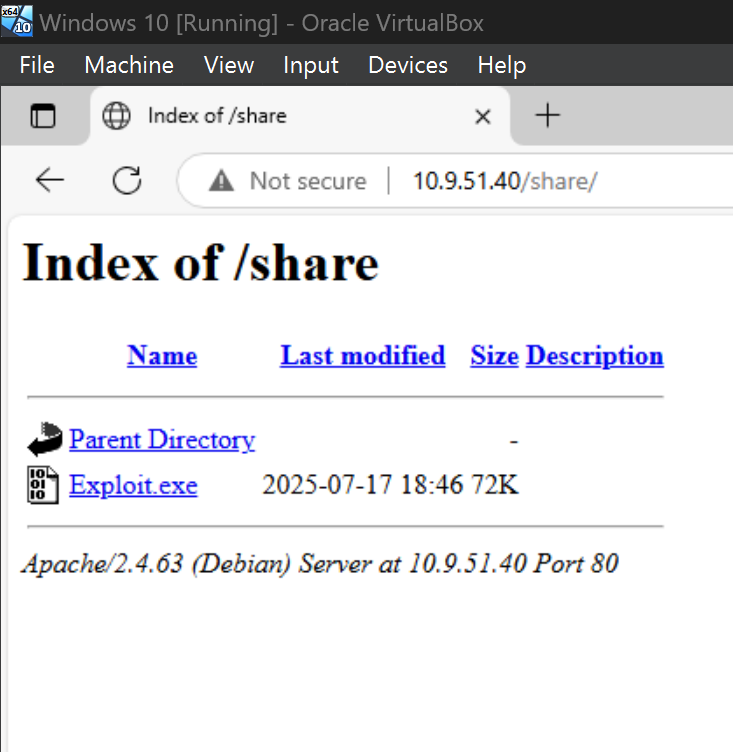 x64
10
Windows 10 [Running] - Oracle VirtualBox
File Machine View Input Devices Help
Index of /share
Not secure 10.9.51.40/share/
Index of /share
Name Last modified Size Description
Parent Directory -
Exploit.exe 2025-07-17 18:46 72K
Apache/2.4.63 (Debian) Server at 10.9.51.40 Port 80